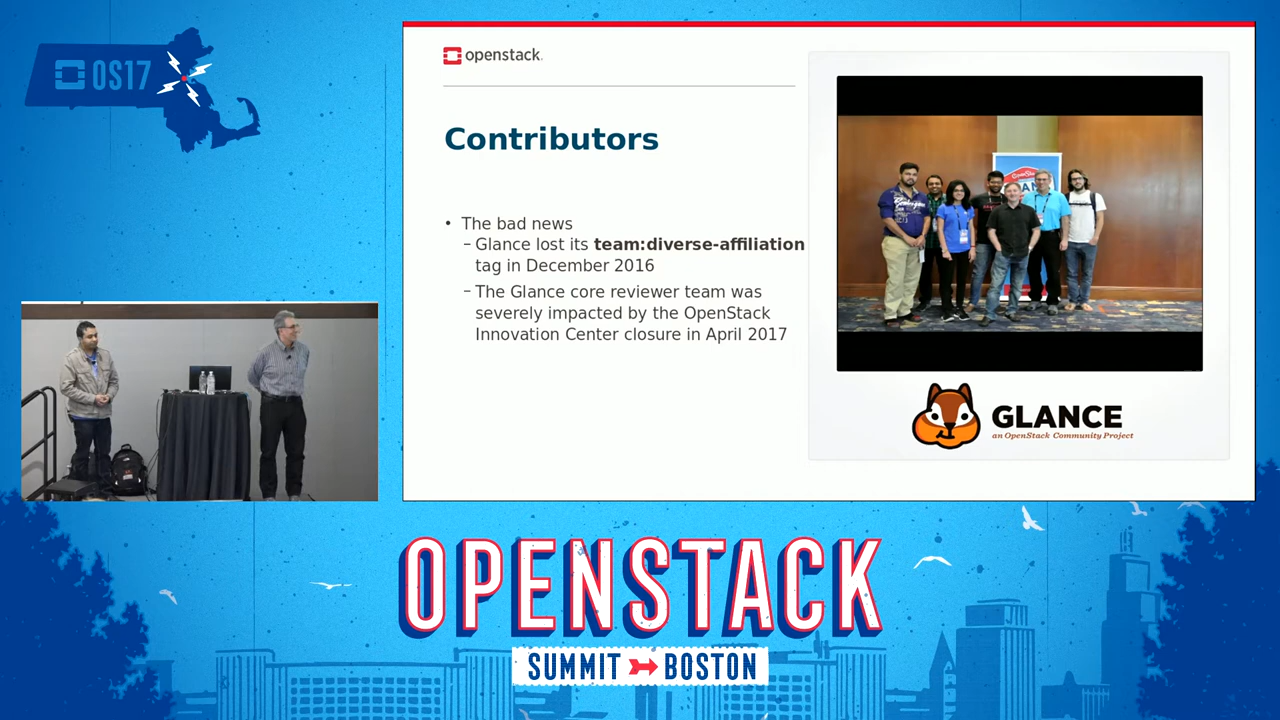 OS17
openstack.
Contributors
• The bad news
– Glance lost its team:diverse-affiliation
tag in December 2016
– The Glance core reviewer team was
severely impacted by the OpenStack
Innovation Center closure in April 2017
GLANCE
an OpenStack Community Project
OPENSTACK
SUMMIT BOSTON